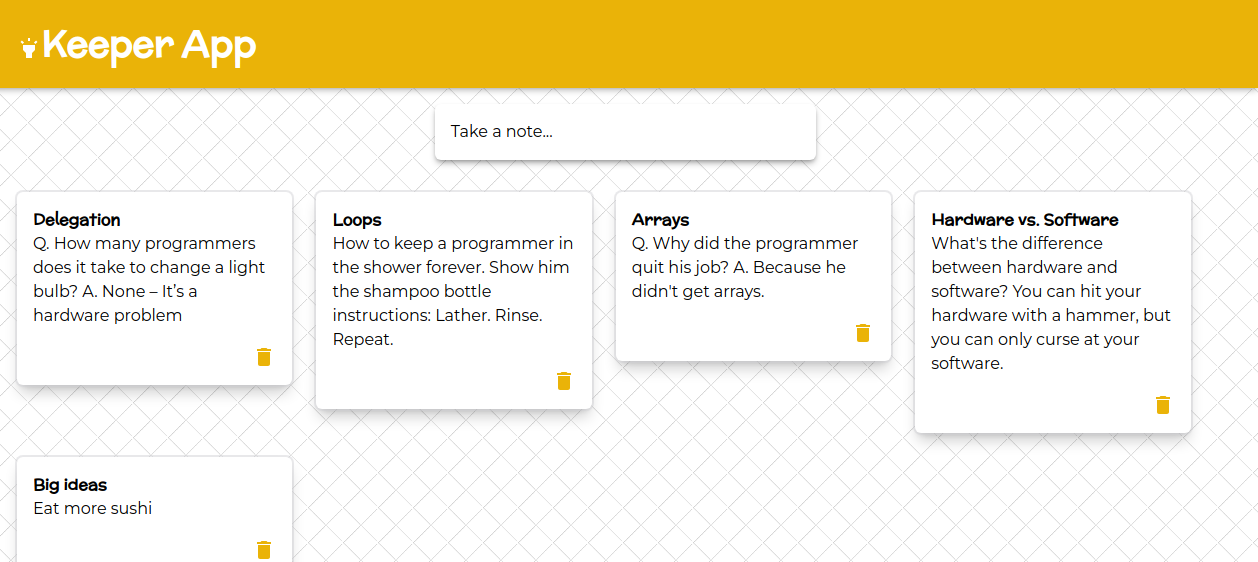 Keeper App
Take a note...
Delegation
Q. How many programmers
does it take to change a light
bulb? A. None – It’s a
hardware problem
Loops
How to keep a programmer in
the shower forever. Show him
the shampoo bottle
instructions: Lather. Rinse.
Repeat.
Arrays
Q. Why did the programmer
quit his job? A. Because he
didn't get arrays.
Hardware vs. Software
What's the difference
between hardware and
software? You can hit your
hardware with a hammer, but
you can only curse at your
software.
Big ideas
Eat more sushi